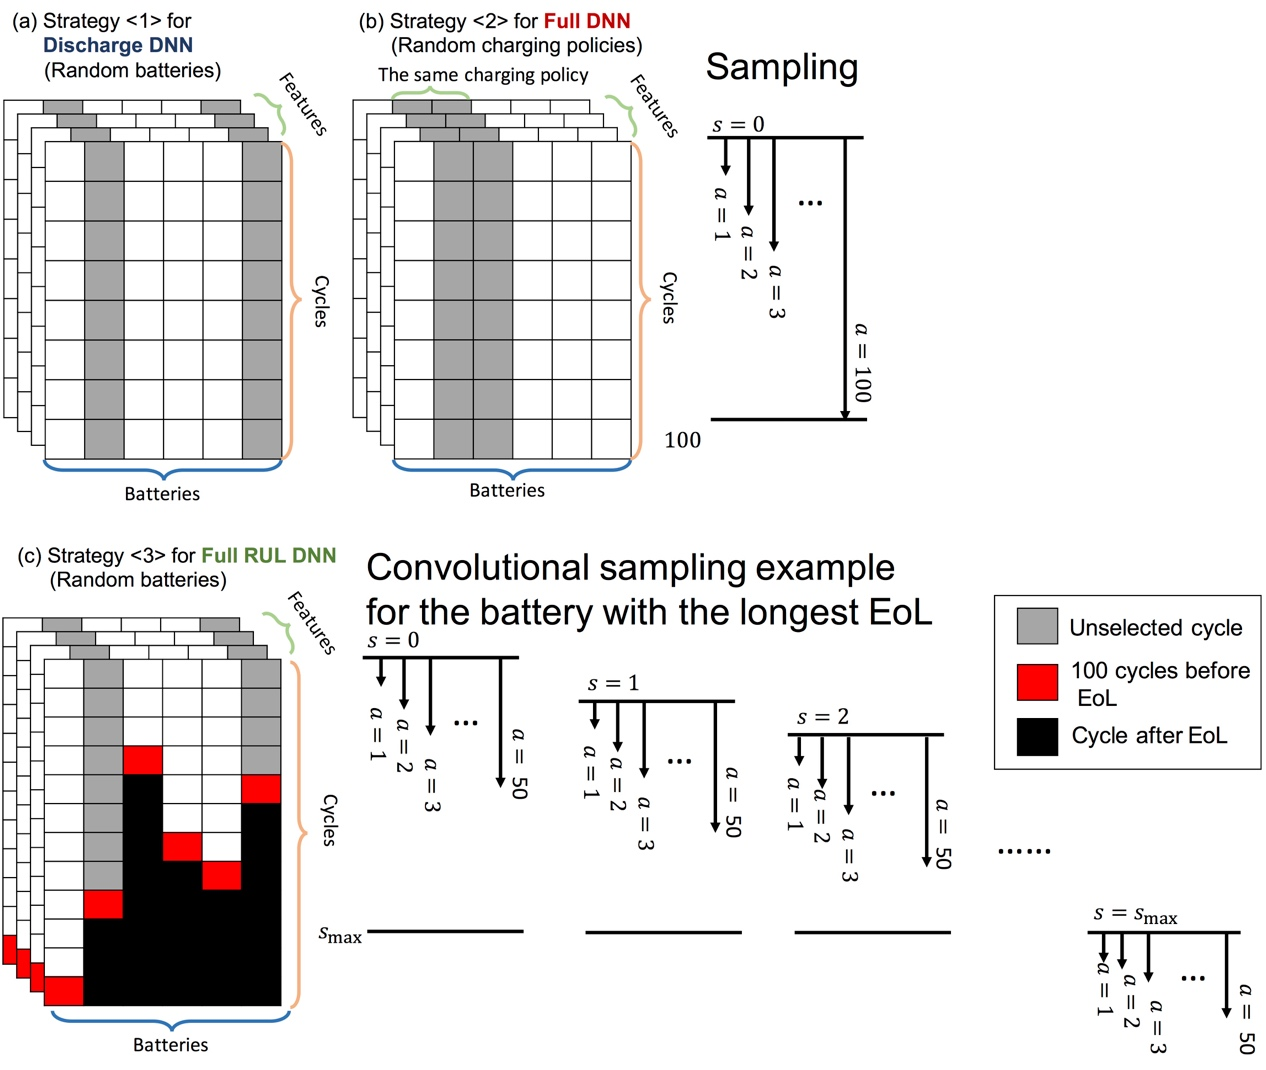 (a) Strategy <1> for
Discharge DNN
(Random batteries)
Features
Cycles
Batteries
(b) Strategy <2> for Full DNN
(Random charging policies)
The same charging policy
Features
Cycles
Batteries
Sampling
s = 0
a = 1
a = 2
a = 3
...
a = 100
100
(c) Strategy <3> for Full RUL DNN
(Random batteries)
Features
Cycles
Batteries
Convolutional sampling example
for the battery with the longest EoL
s = 0
a = 1
a = 2
a = 3
...
a = 50
s = 1
a = 1
a = 2
a = 3
...
a = 50
s = 2
a = 1
a = 2
a = 3
...
a = 50
......
smax
s = smax
a = 1
a = 2
a = 3
...
a = 50
Unselected cycle
100 cycles before
EoL
Cycle after EoL